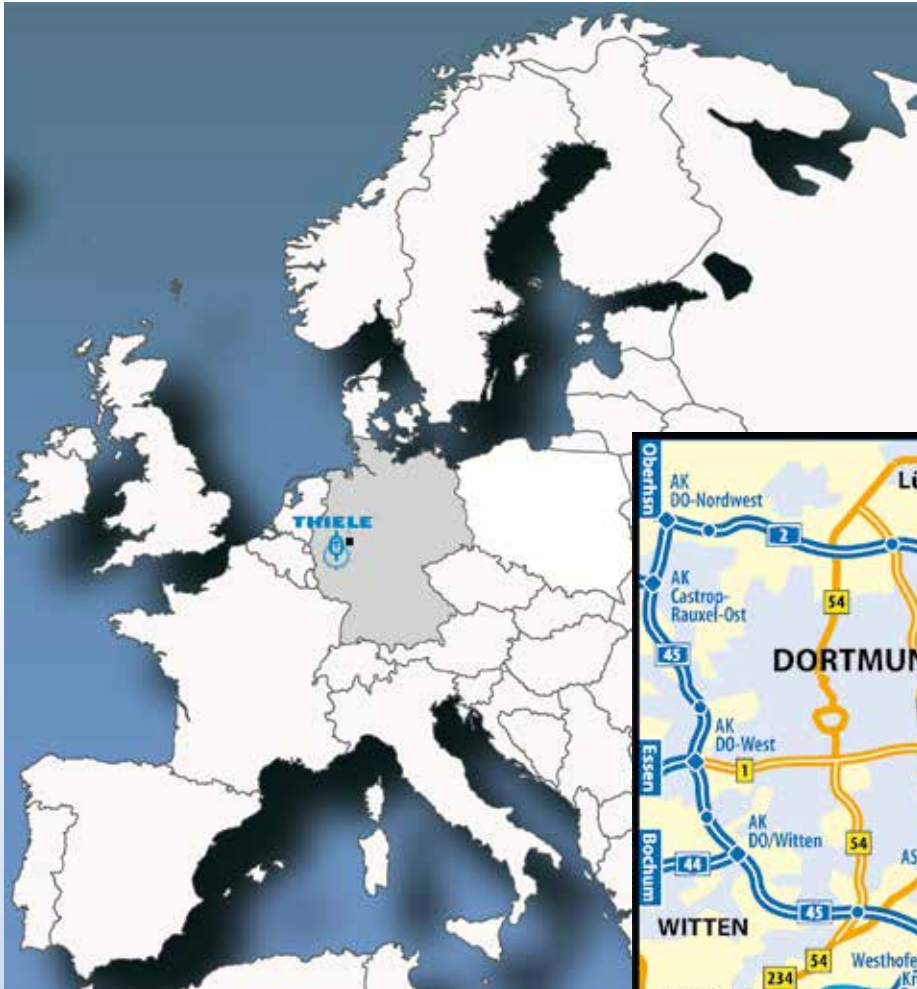 THIELE
Oberhsn
AK
DO-Nordwest
2
AK
Castrop-
Rauxel-Ost
54
45
DORTMUN
AK
DO-West
Essen
1
AK
DO/Witten
54
AS
Bochum
44
45
WITTEN
54
Westhofe
234